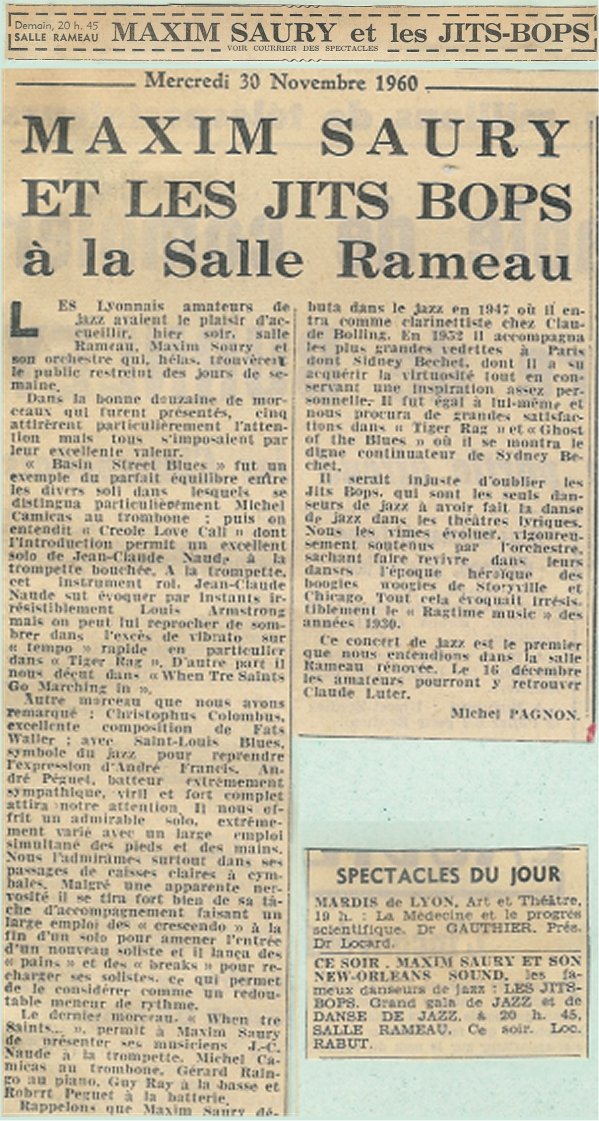 Demain, 20 h. 45
SALLE RAMEAU
MAXIM SAURY et les JITS-BOPS
VOIR COURRIER DES SPECTACLES
Mercredi 30 Novembre 1960
MAXIM SAURY
ET LES JITS BOPS
à la Salle Rameau
LES Lyonnais amateurs de
jazz avaient le plaisir d'ac-
cueillir, hier soir, salle
Rameau, Maxim Soury et
son orchestre qui, hélas, trouvèrent
le public restreint des jours de se-
maine.
Dans la bonne douzaine de mor-
ceaux qui furent présentés, cinq
attirèrent particulièrement l'atten-
tion mais tous s'imposaient par
leur excellente valeur.
« Basin Street Blues » fut un
exemple du parfait équilibre entre
les divers soli dans lesquels se
distingua particulièrement Michel
Camicas au trombone ; puis on
entendit « Creole Love Call » dont
l'introduction permit un excellent
solo de Jean-Claude Naud, à la
trompette bouchée. A la trompette,
cet instrument roi, Jean-Claude
Naude sut évoquer par instants ir-
résistiblement Louis Armstrong
mais on peut lui reprocher de som-
brer dans l'excès de vibrato sur
« tempo » rapide en particulier
dans « Tiger Rag ». D'autre part il
nous déçut dans « When Tre Saints
Go Marching in ».
Autre morceau que nous avons
remarqué : Christophus Colombus,
excellente composition de Fats
Waller ; avec Saint-Louis Blues,
symbole du jazz pour reprendre
l'expression d'André Francis. An-
dré Péguet, batteur extrêmement
sympathique, viril et fort complet
attira notre attention. Il nous of-
frit un admirable solo, extrême-
ment varié avec un large emploi
simultané des pieds et des mains.
Nous l'admirâmes surtout dans ses
passages de caisses claires à cym-
bales. Malgré une apparente ner-
vosité il se tira fort bien de sa tâ-
che d'accompagnement faisant un
large emploi des « crescendo » à la
fin d'un solo pour amener l'entrée
d'un nouveau soliste et il lança des
« pains » et des « breaks » pour re-
charger ses solistes, ce qui permet
de le considérer comme un redou-
table meneur de rythme.
Le dernier morceau, « When tre
Saints... », permit à Maxim Saury
de présenter ses musiciens J.-C.
Naude à la trompette, Michel Ca-
micas au trombone, Gérard Rain-
go au piano, Guy Ray à la basse et
Robert Peguet à la batterie.
Rappelons que Maxim Saury dé-
buta dans le jazz en 1947 où il en-
tra comme clarinettiste chez Clau-
de Bolling. En 1952 il accompagna
les plus grandes vedettes à Paris
dont Sidney Bechet, dont il a su
acquérir la virtuosité tout en con-
servant une inspiration assez per-
sonnelle. Il fut égal à lui-même et
nous procura de grandes satisfac-
tions dans « Tiger Rag » et « Ghost
of the Blues » où il se montra le
digne continuateur de Sydney Be-
chet.
Il serait injuste d'oublier les
Jits Bops, qui sont les seuls dan-
seurs de jazz à avoir fait la danse
de jazz dans les théâtres lyriques.
Nous les vîmes évoluer, vigoureu-
sement soutenus par l'orchestre,
sachant faire revivre dans leurs
danses l'époque héroïque des
boogies woogies de Storyville et
Chicago. Tout cela évoquait irrésis-
tiblement le « Ragtime music » des
années 1930.
Ce concert de jazz est le premier
que nous entendions dans la salle
Rameau rénovée. Le 16 décembre
les amateurs pourront y retrouver
Claude Luter.
Michel PAGNON.
SPECTACLES DU JOUR
MARDIS de LYON, Art et Théâtre,
19 h. : La Médecine et le progrès
scientifique. Dr GAUTHIER. Prés.
Dr Locard.
CE SOIR, MAXIM SAURY ET SON
NEW-ORLEANS SOUND, les fa-
meux danseurs de jazz : LES JITS-
BOPS. Grand gala de JAZZ et de
DANSE DE JAZZ, à 20 h. 45,
SALLE RAMEAU. Ce soir. Loc.
RABUT.